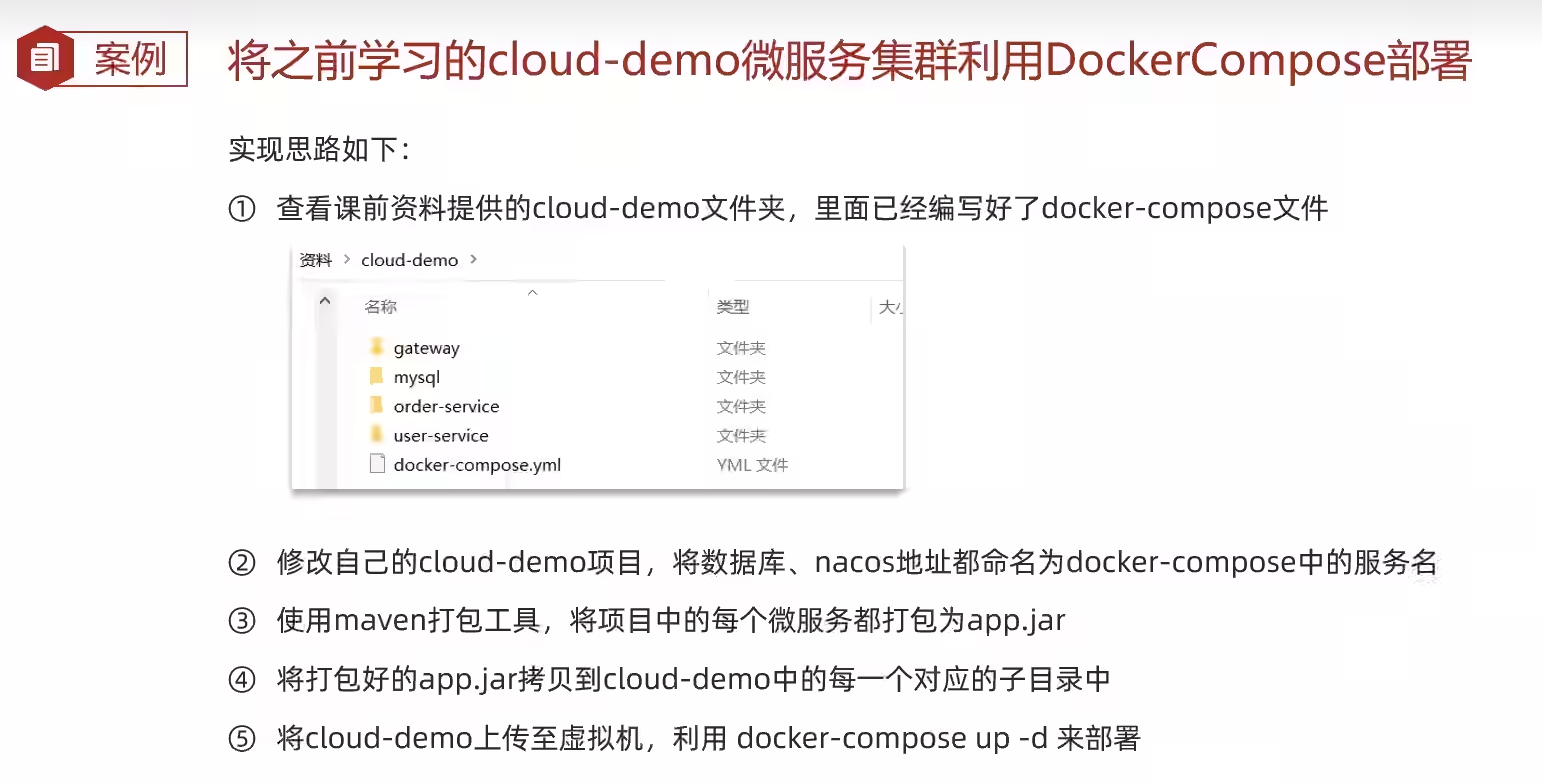 案例
将之前学习的cloud-demo微服务集群利用DockerCompose部署
实现思路如下：
① 查看课前资料提供的cloud-demo文件夹，里面已经编写好了docker-compose文件
资料 > cloud-demo >
名称 类型 大小
gateway 文件夹
mysql 文件夹
order-service 文件夹
user-service 文件夹
docker-compose.yml YML 文件
② 修改自己的cloud-demo项目，将数据库、nacos地址都命名为docker-compose中的服务名
③ 使用maven打包工具，将项目中的每个微服务都打包为app.jar
④ 将打包好的app.jar拷贝到cloud-demo中的每一个对应的子目录中
⑤ 将cloud-demo上传至虚拟机，利用 docker-compose up -d 来部署